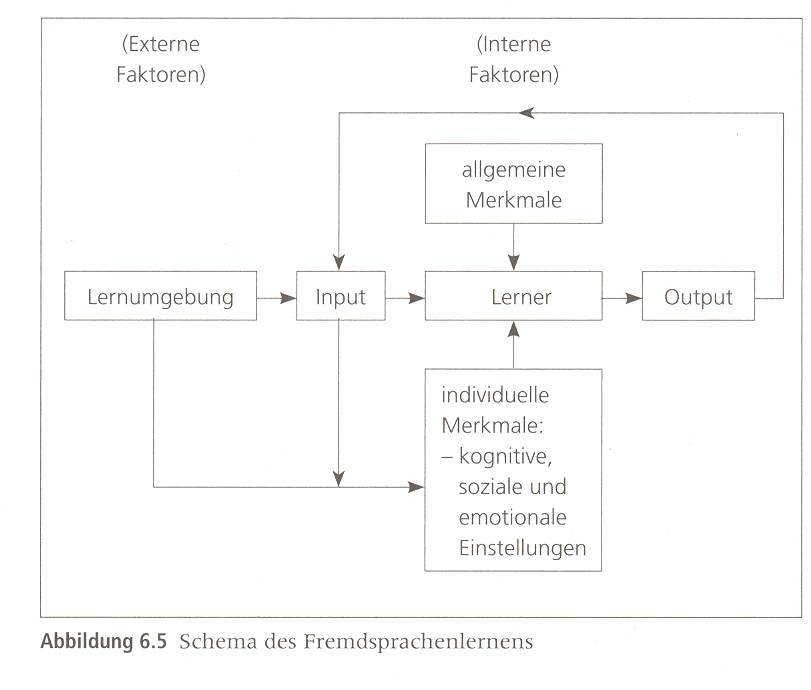 (Externe
Faktoren)
(Interne
Faktoren)
allgemeine
Merkmale
Lernumgebung
Input
Lerner
Output
individuelle
Merkmale:
– kognitive,
soziale und
emotionale
Einstellungen
Abbildung 6.5 Schema des Fremdsprachenlernens